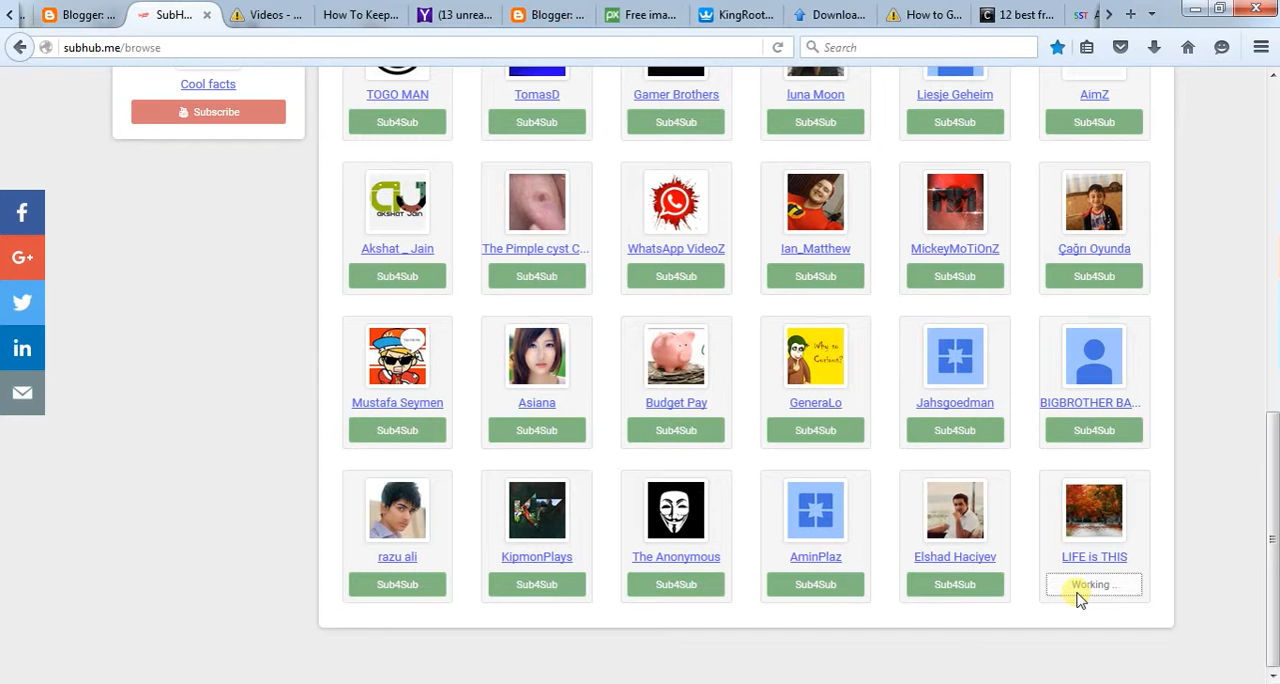 Blogger: ...
SubH...
Videos - ...
How To Keep...
(13 unrea...
Blogger: ...
Free ima...
KingRoot...
Downloa...
How to G...
12 best fr...
SST
subhub.me/browse
Search
Cool facts
Subscribe
TOGO MAN
TomasD
Gamer Brothers
luna Moon
Liesje Geheim
AimZ
Sub4Sub
Sub4Sub
Sub4Sub
Sub4Sub
Sub4Sub
Sub4Sub
Akshat _ Jain
The Pimple cyst C...
WhatsApp VideoZ
Ian_Matthew
MickeyMoTiOnZ
Çağrı Oyunda
Sub4Sub
Sub4Sub
Sub4Sub
Sub4Sub
Sub4Sub
Sub4Sub
Mustafa Seymen
Asiana
Budget Pay
GeneraLo
Jahsgoedman
BIGBROTHER BA...
Sub4Sub
Sub4Sub
Sub4Sub
Sub4Sub
Sub4Sub
Sub4Sub
razu ali
KipmonPlays
The Anonymous
AminPlaz
Elshad Haciyev
LIFE is THIS
Sub4Sub
Sub4Sub
Sub4Sub
Sub4Sub
Sub4Sub
Working ..